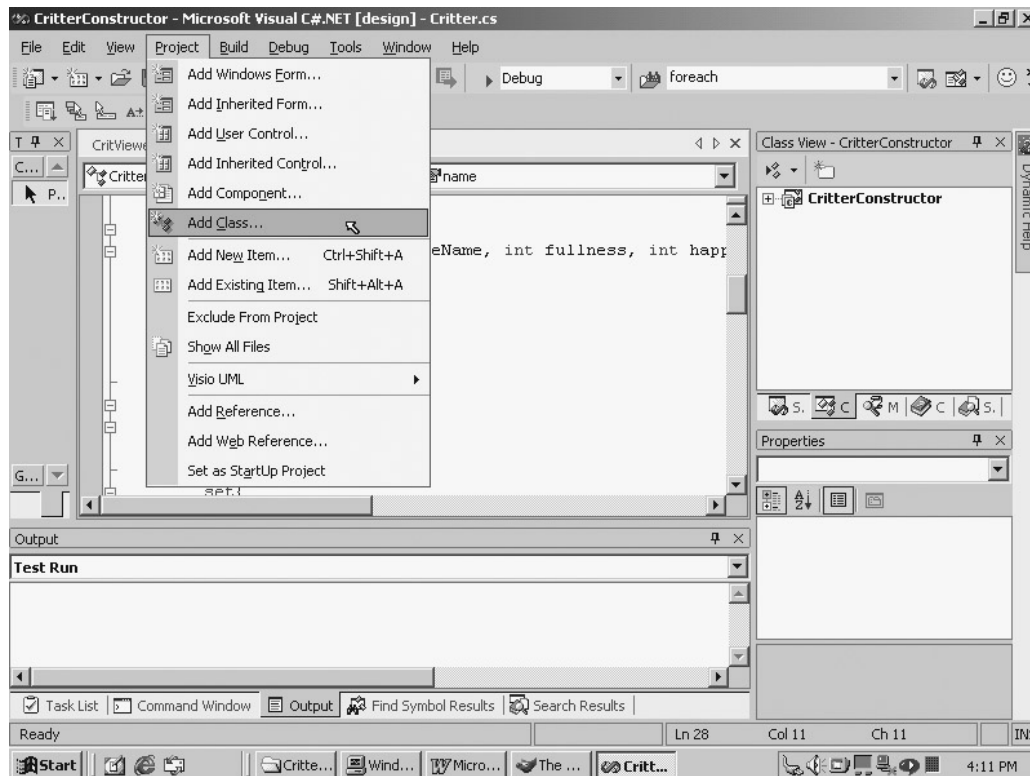 CritterConstructor - Microsoft Visual C#.NET [design] - Critter.cs
File Edit View Project Build Debug Tools Window Help
Debug foreach
T
CritViewe
Class View - CritterConstructor
C...
Critter
name
P..
Dynamic Help
Add Windows Form...
Add Inherited Form...
Add User Control...
Add Inherited Control...
Add Component...
Add Class...
Add New Item... Ctrl+Shift+A
Add Existing Item... Shift+Alt+A
Exclude From Project
Show All Files
Visio UML
Add Reference...
Add Web Reference...
Set as StartUp Project
CritterConstructor
eName, int fullness, int happ
S. C M C S.
Properties
G...
set{
Output
Test Run
Task List Command Window Output Find Symbol Results Search Results
Ready Ln 28 Col 11 Ch 11 IN
Start Critte... Wind... Micro... The ... Critt... 4:11 PM